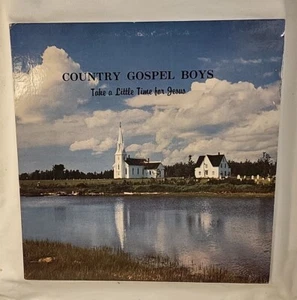 COUNTRY GOSPEL BOYS
Take a Little Time for Jesus